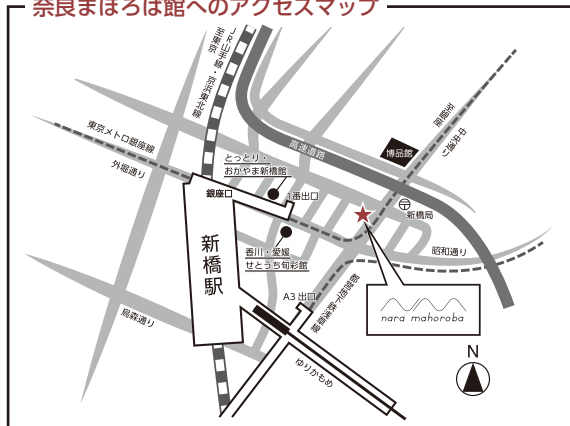 奈良まほろば館へのアクセスマップ
JR山手線・京浜東北線
至東京
東京メトロ銀座線
外堀通り
とっとり・
おかやま新橋館
銀座口
1番出口
高速道路
博品館
至銀座
中央通り
新橋局
昭和通り
新橋駅
香川・愛媛
せとうち旬彩館
A3 出口
都営地下鉄浅草線
烏森通り
ゆりかもめ
nara mahoroba
N